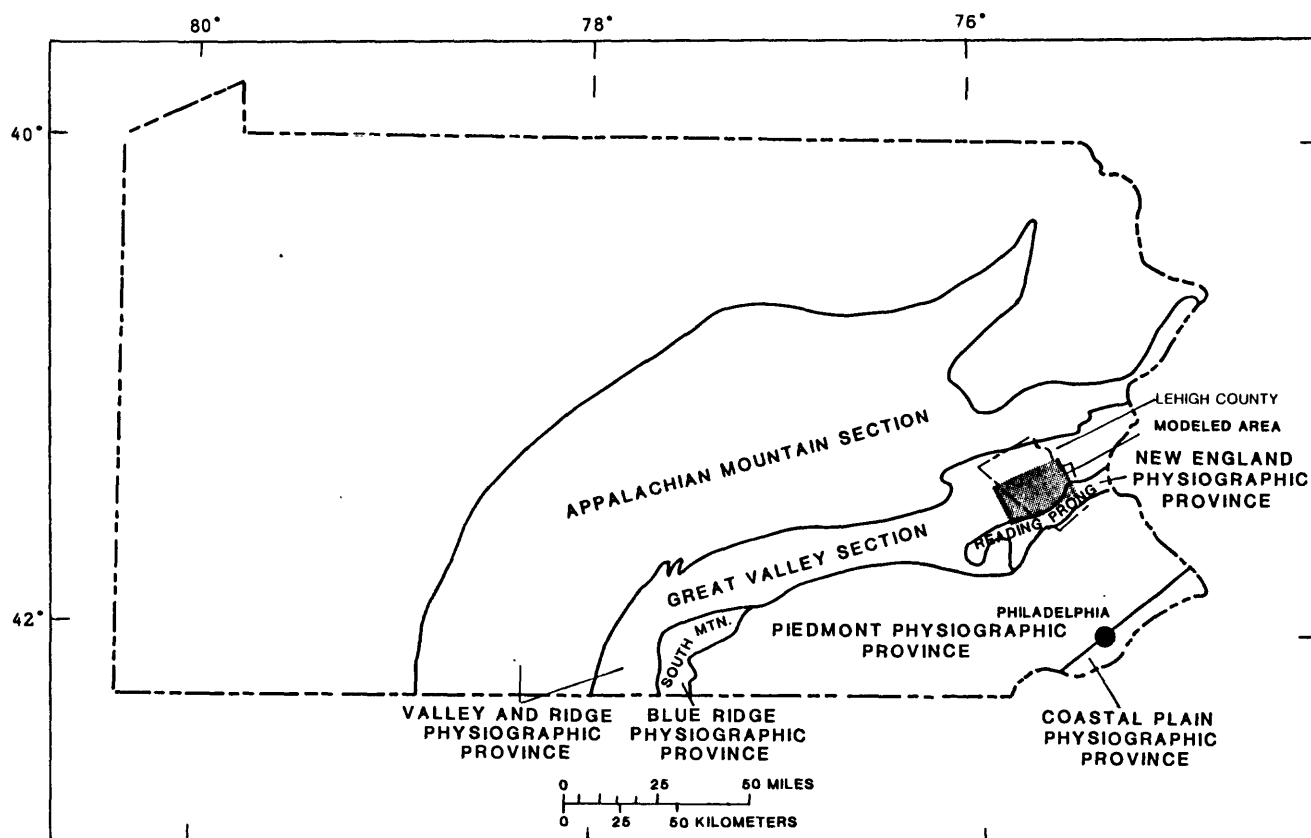 80°
78°
76°
40°
42°
APPALACHIAN MOUNTAIN SECTION
LEHIGH COUNTY
MODELED AREA
NEW ENGLAND
PHYSIOGRAPHIC
PROVINCE
READING PRONG
GREAT VALLEY SECTION
SOUTH MTN.
PHILADELPHIA
PIEDMONT PHYSIOGRAPHIC
PROVINCE
VALLEY AND RIDGE
PHYSIOGRAPHIC
PROVINCE
BLUE RIDGE
PHYSIOGRAPHIC
PROVINCE
COASTAL PLAIN
PHYSIOGRAPHIC
PROVINCE
0 25 50 MILES
0 25 50 KILOMETERS